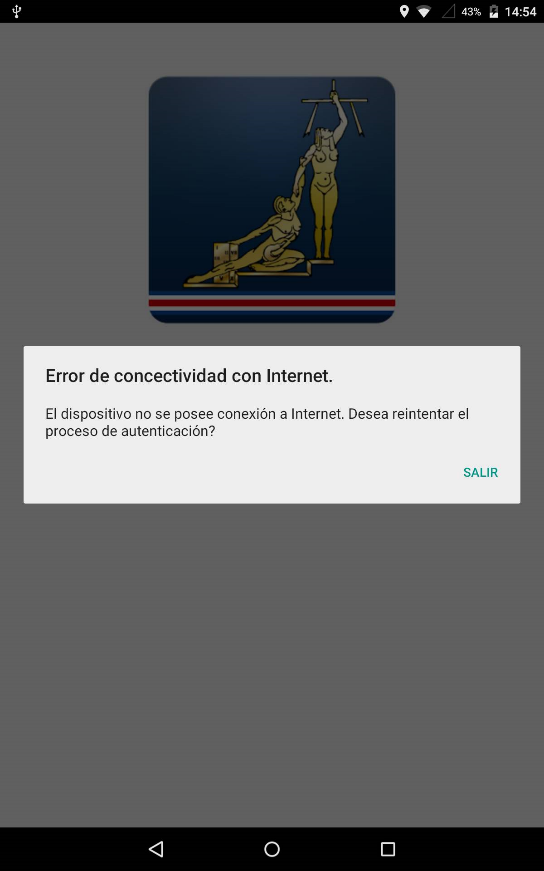 43% 14:54
Error de concectividad con Internet.
El dispositivo no se posee conexión a Internet. Desea reintentar el
proceso de autenticación?
SALIR